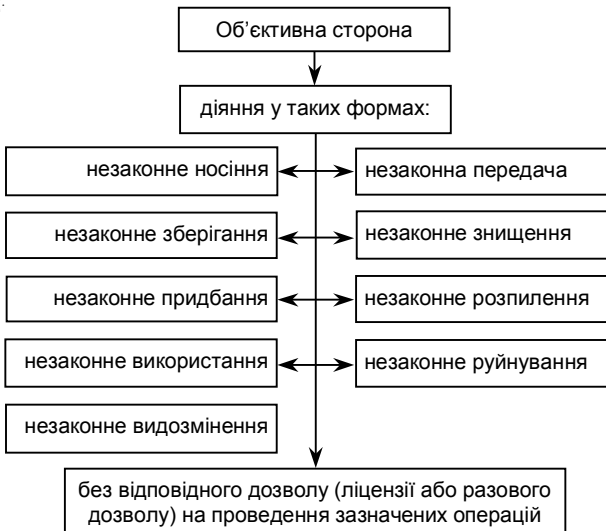 Об’єктивна сторона
діяння у таких формах:
незаконне носіння
незаконна передача
незаконне зберігання
незаконне знищення
незаконне придбання
незаконне розпилення
незаконне використання
незаконне руйнування
незаконне видозмінення
без відповідного дозволу (ліцензії або разового
дозволу) на проведення зазначених операцій